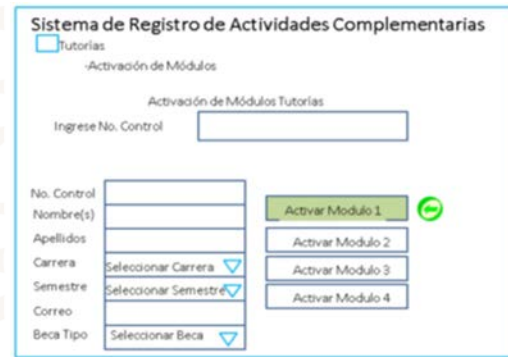 Sistema de Registro de Actividades Complementarias
Tutorías
-Activación de Módulos
Activación de Módulos Tutorías
Ingrese No. Control
No. Control
Nombre(s)
Apellidos
Carrera Seleccionar Carrera
Semestre Seleccionar Semestre
Correo
Beca Tipo Seleccionar Beca
Activar Modulo 1
Activar Modulo 2
Activar Modulo 3
Activar Modulo 4